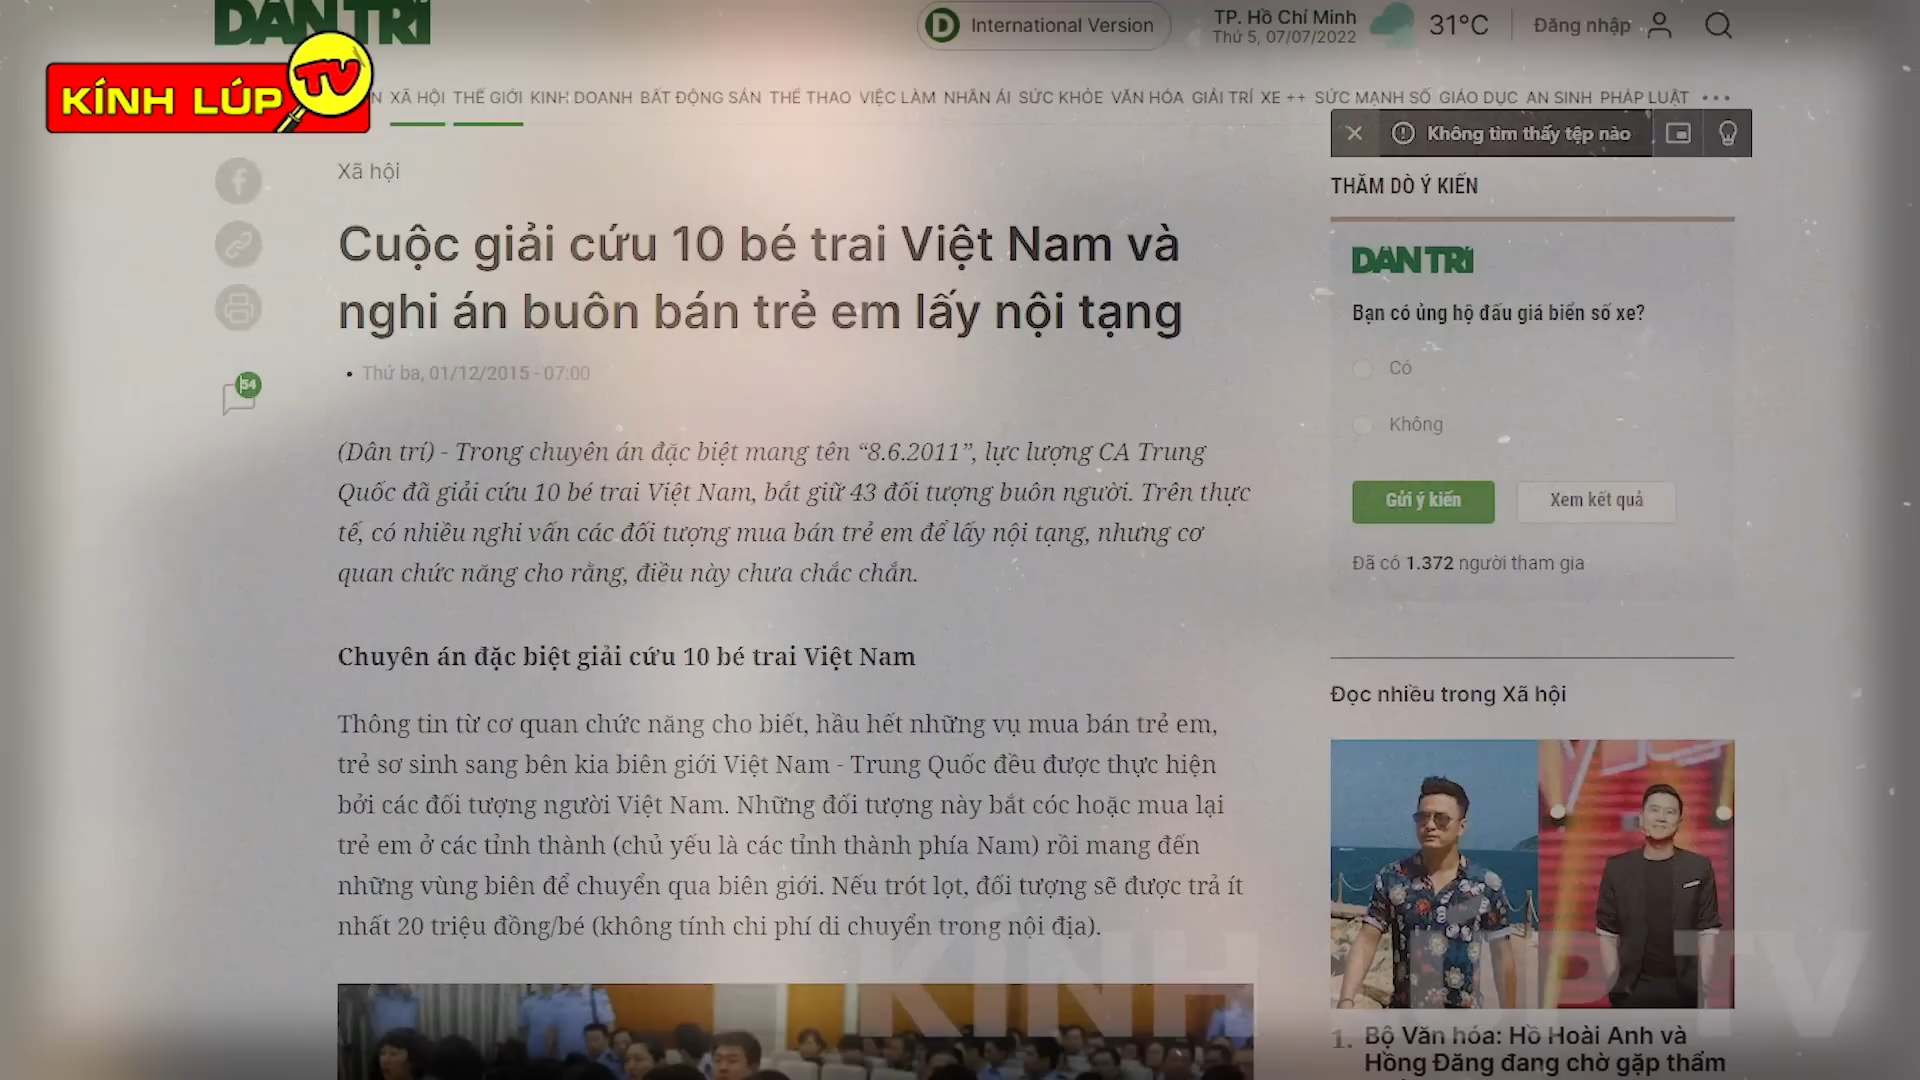 DÂN TRÍ
International Version
TP. Hồ Chí Minh
Thứ 5, 07/07/2022
31°C
Đăng nhập
KÍNH LÚP TV
XÃ HỘI THẾ GIỚI KINH DOANH BẤT ĐỘNG SẢN THỂ THAO VIỆC LÀM NHÂN ÁI SỨC KHỎE VĂN HÓA GIẢI TRÍ XE ++ SỨC MẠNH SỐ GIÁO DỤC AN SINH PHÁP LUẬT
Không tìm thấy tệp nào
Xã hội
Cuộc giải cứu 10 bé trai Việt Nam và
nghi án buôn bán trẻ em lấy nội tạng
Thứ ba, 01/12/2015 - 07:00
54
(Dân trí) - Trong chuyên án đặc biệt mang tên “8.6.2011”, lực lượng CA Trung
Quốc đã giải cứu 10 bé trai Việt Nam, bắt giữ 43 đối tượng buôn người. Trên thực
tế, có nhiều nghi vấn các đối tượng mua bán trẻ em để lấy nội tạng, nhưng cơ
quan chức năng cho rằng, điều này chưa chắc chắn.
Chuyên án đặc biệt giải cứu 10 bé trai Việt Nam
Thông tin từ cơ quan chức năng cho biết, hầu hết những vụ mua bán trẻ em,
trẻ sơ sinh sang bên kia biên giới Việt Nam - Trung Quốc đều được thực hiện
bởi các đối tượng người Việt Nam. Những đối tượng này bắt cóc hoặc mua lại
trẻ em ở các tỉnh thành (chủ yếu là các tỉnh thành phía Nam) rồi mang đến
những vùng biên để chuyển qua biên giới. Nếu trót lọt, đối tượng sẽ được trả ít
nhất 20 triệu đồng/bé (không tính chi phí di chuyển trong nội địa).
THĂM DÒ Ý KIẾN
DÂN TRÍ
Bạn có ủng hộ đấu giá biển số xe?
Có
Không
Gửi ý kiến
Xem kết quả
Đã có 1.372 người tham gia
Đọc nhiều trong Xã hội
1. Bộ Văn hóa: Hồ Hoài Anh và
Hồng Đăng đang chờ gặp thẩm
KÍNH LÚP TV